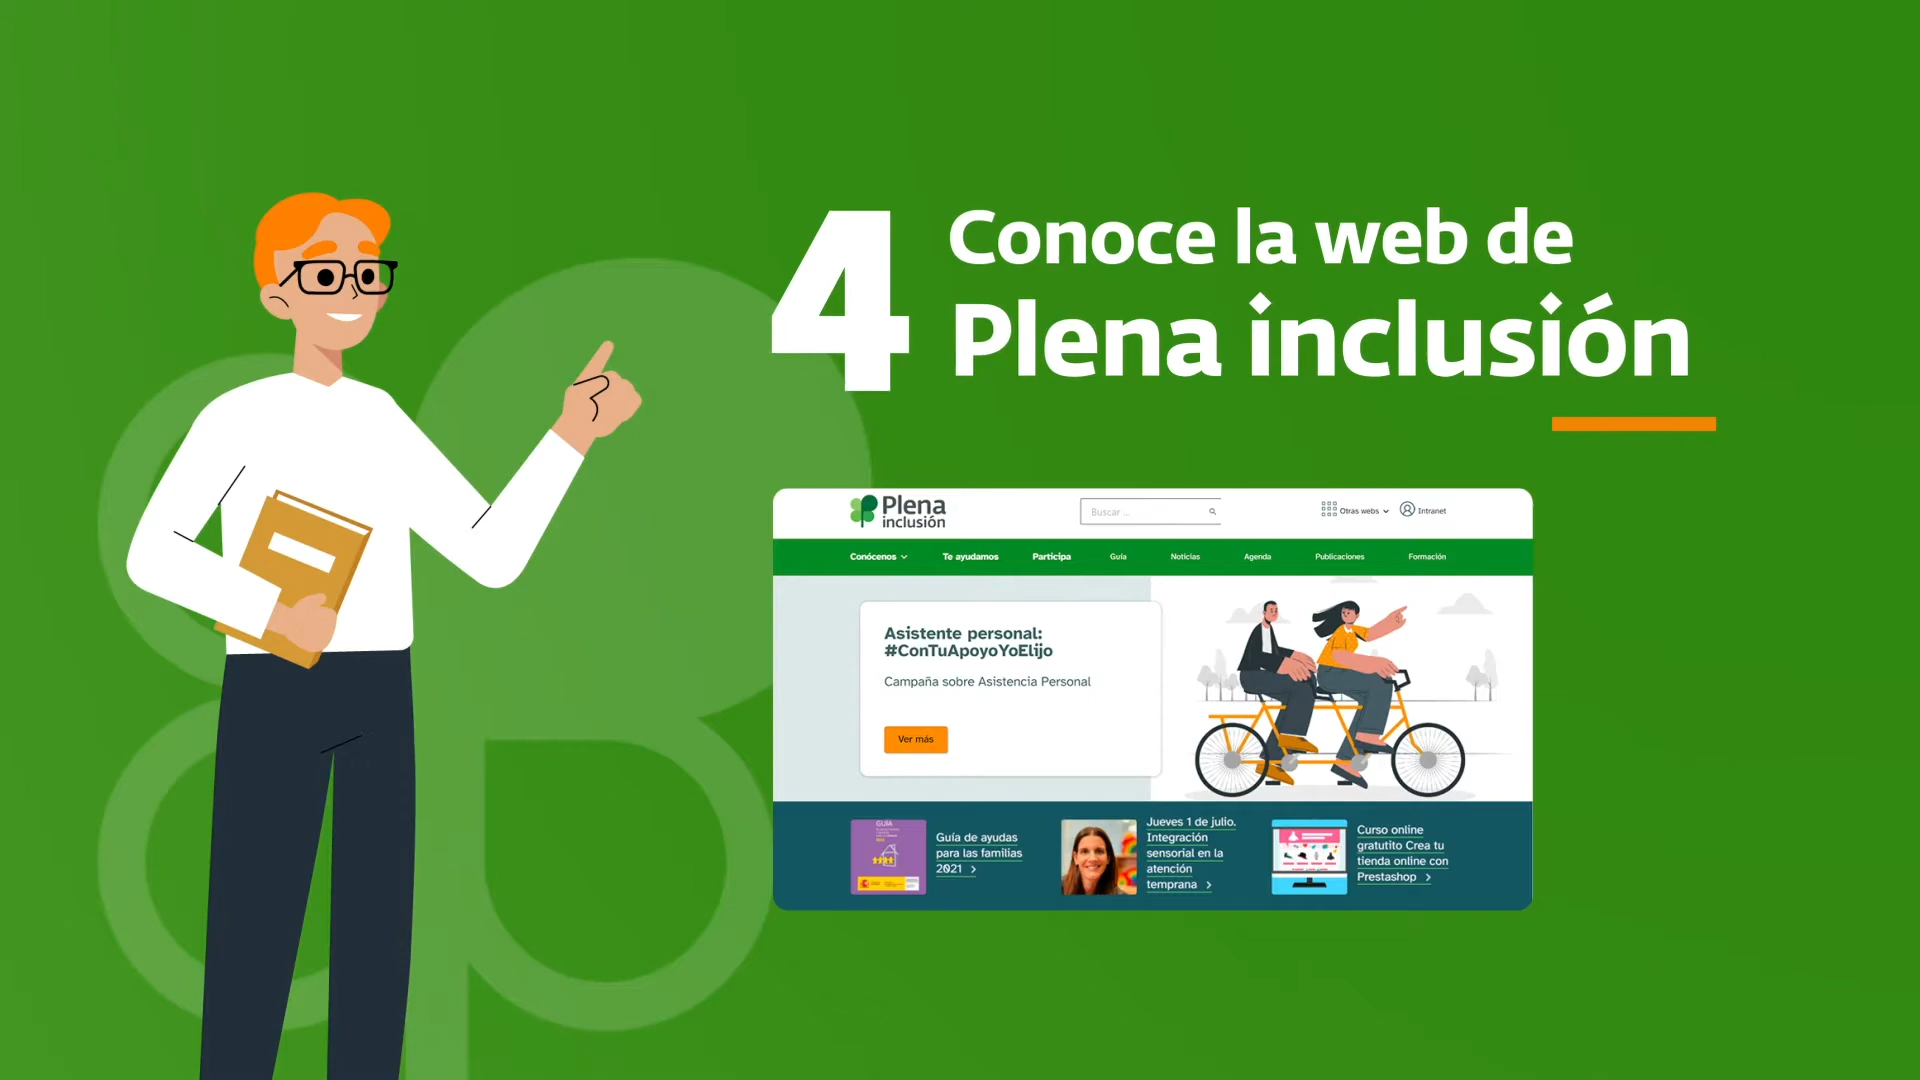 4
Conoce la web de
Plena inclusión
Plena
inclusión
Buscar ...
Otras webs
Intranet
Conócenos
Te ayudamos
Participa
Guía
Noticias
Agenda
Publicaciones
Formación
Asistente personal:
#ConTuApoyoYoElijo
Campaña sobre Asistencia Personal
Ver más
GUÍA
Guía de ayudas
para las familias
2021 >
Jueves 1 de julio.
Integración
sensorial en la
atención
temprana >
Curso online
gratutito Crea tu
tienda online con
Prestashop >